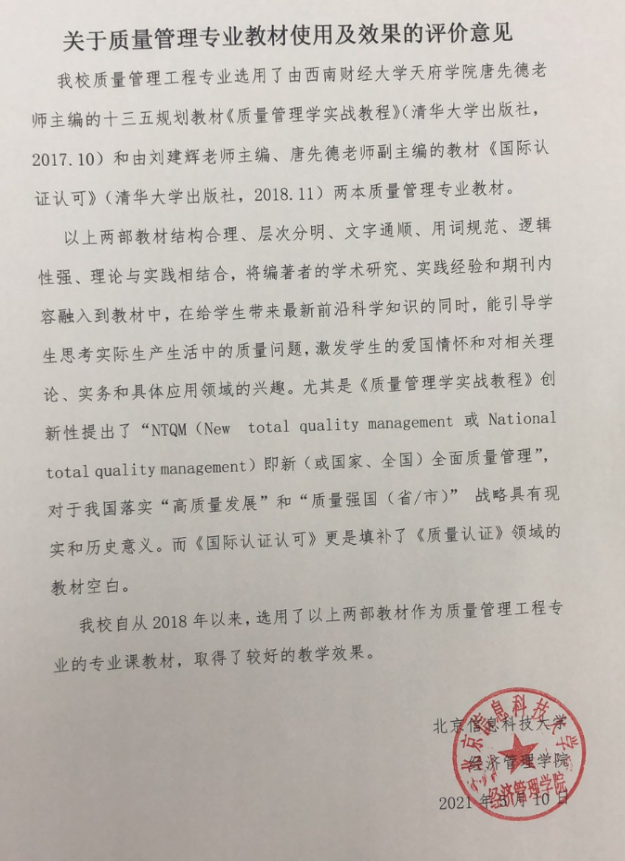 关于质量管理专业教材使用及效果的评价意见
我校质量管理工程专业选用了由西南财经大学天府学院唐先德老
师主编的十三五规划教材《质量管理学实战教程》（清华大学出版社，
2017.10）和由刘建辉老师主编、唐先德老师副主编的教材《国际认
证认可》（清华大学出版社，2018.11）两本质量管理专业教材。
以上两部教材结构合理、层次分明、文字通顺、用词规范、逻辑
性强、理论与实践相结合，将编著者的学术研究、实践经验和期刊内
容融入到教材中，在给学生带来最新前沿科学知识的同时，能引导学
生思考实际生产生活中的质量问题，激发学生的爱国情怀和对相关理
论、实务和具体应用领域的兴趣。尤其是《质量管理学实战教程》创
新性提出了“NTQM（New total quality management 或 National
total quality management）即新（或国家、全国）全面质量管理”，
对于我国落实“高质量发展”和“质量强国（省/市）” 战略具有现
实和历史意义。而《国际认证认可》更是填补了《质量认证》领域的
教材空白。
我校自从 2018 年以来，选用了以上两部教材作为质量管理工程专
业的专业课教材，取得了较好的教学效果。
北京信息科技大学
经济管理学院
2021 年 5 月 10 日
北京信息科技大学
经济管理学院